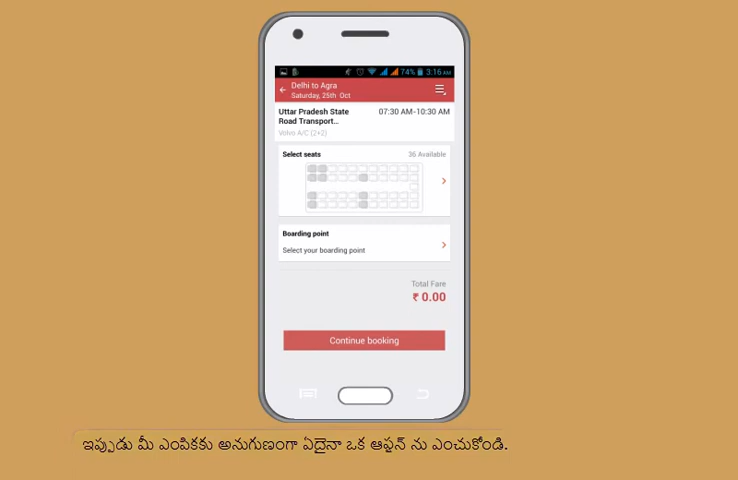 74% 3:16 AM
Delhi to Agra
Saturday, 25th Oct
Uttar Pradesh State 07:30 AM-10:30 AM
Road Transport...
Volvo A/C (2+2)
Select seats 36 Available
Boarding point
Select your boarding point
Total Fare
₹ 0.00
Continue booking
ఇప్పుడు మీ ఎంపికకు అనుగుణంగా ఏదైనా ఒక ఆప్షన్ ను ఎంచుకోండి.